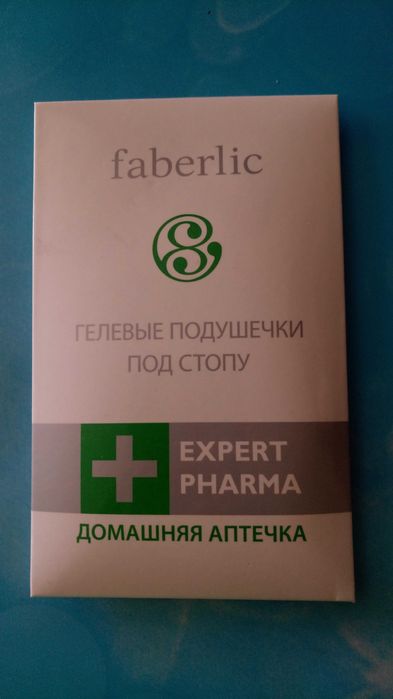 faberlic
ГЕЛЕВЫЕ ПОДУШЕЧКИ
ПОД СТОПУ
EXPERT
PHARMA
ДОМАШНЯЯ АПТЕЧКА